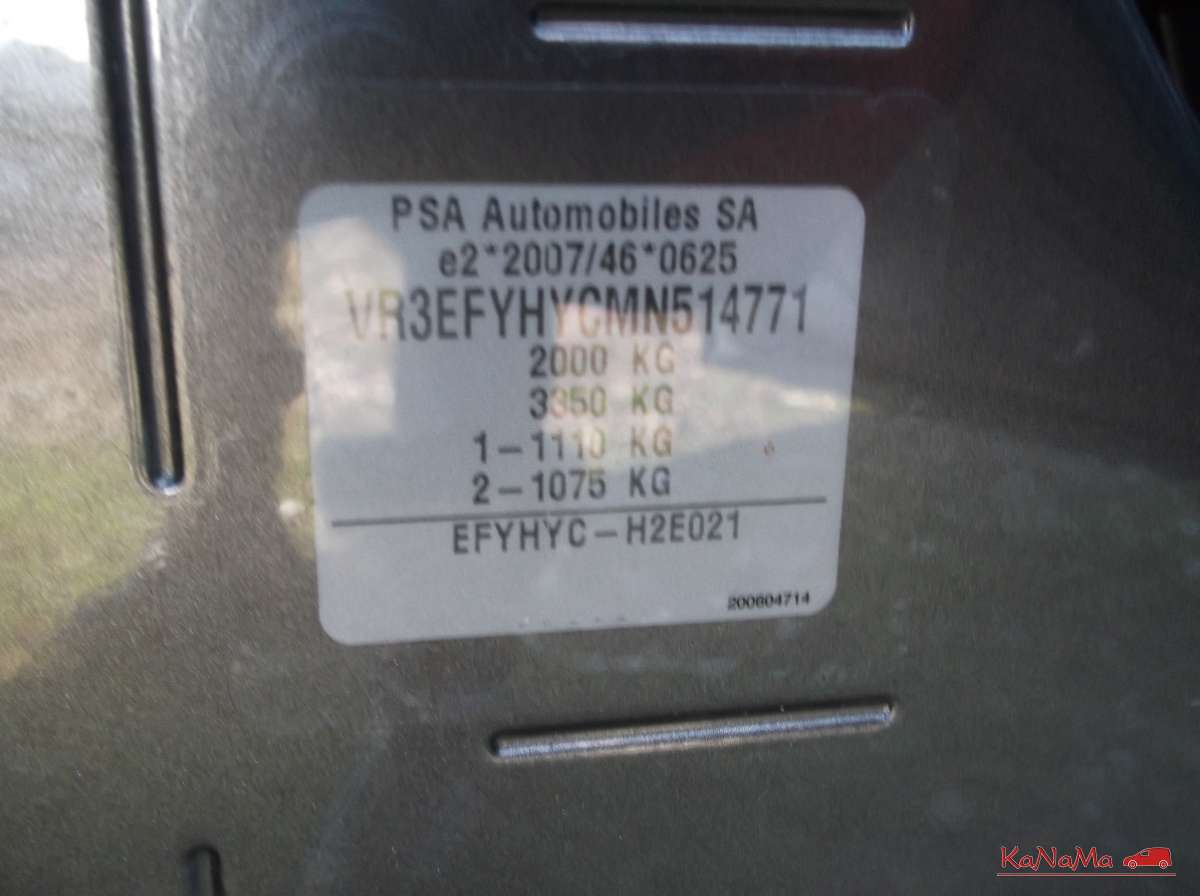 PSA Automobiles SA
e2*2007/46*0625
VR3EFYHYCMN514771
2000 KG
3350 KG
1-1110 KG
2-1075 KG
EFYHYC-H2E021
200604714
KaNaMa